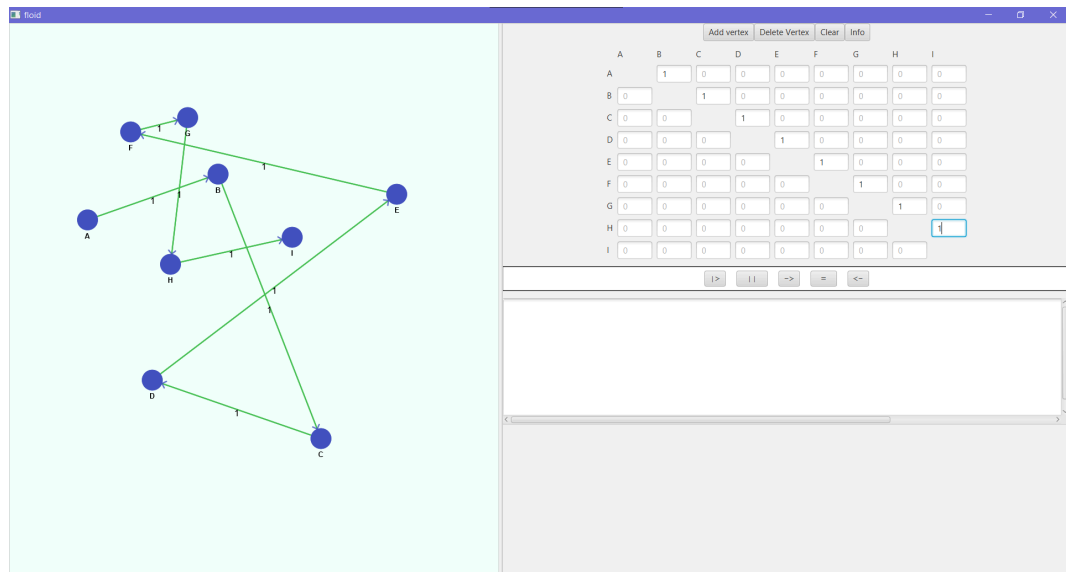 floid
Add vertex Delete Vertex Clear Info
A B C D E F G H I
A 1 0 0 0 0 0 0 0
B 0 1 0 0 0 0 0 0
C 0 0 1 0 0 0 0 0
D 0 0 0 1 0 0 0 0
E 0 0 0 0 1 0 0 0
F 0 0 0 0 0 1 0 0
G 0 0 0 0 0 0 1 0
H 0 0 0 0 0 0 0 1
I 0 0 0 0 0 0 0 0
|> || -> = <-
G
1
F
1
B
1
E
1
1
A
I
1
H
1
1
D
1
C